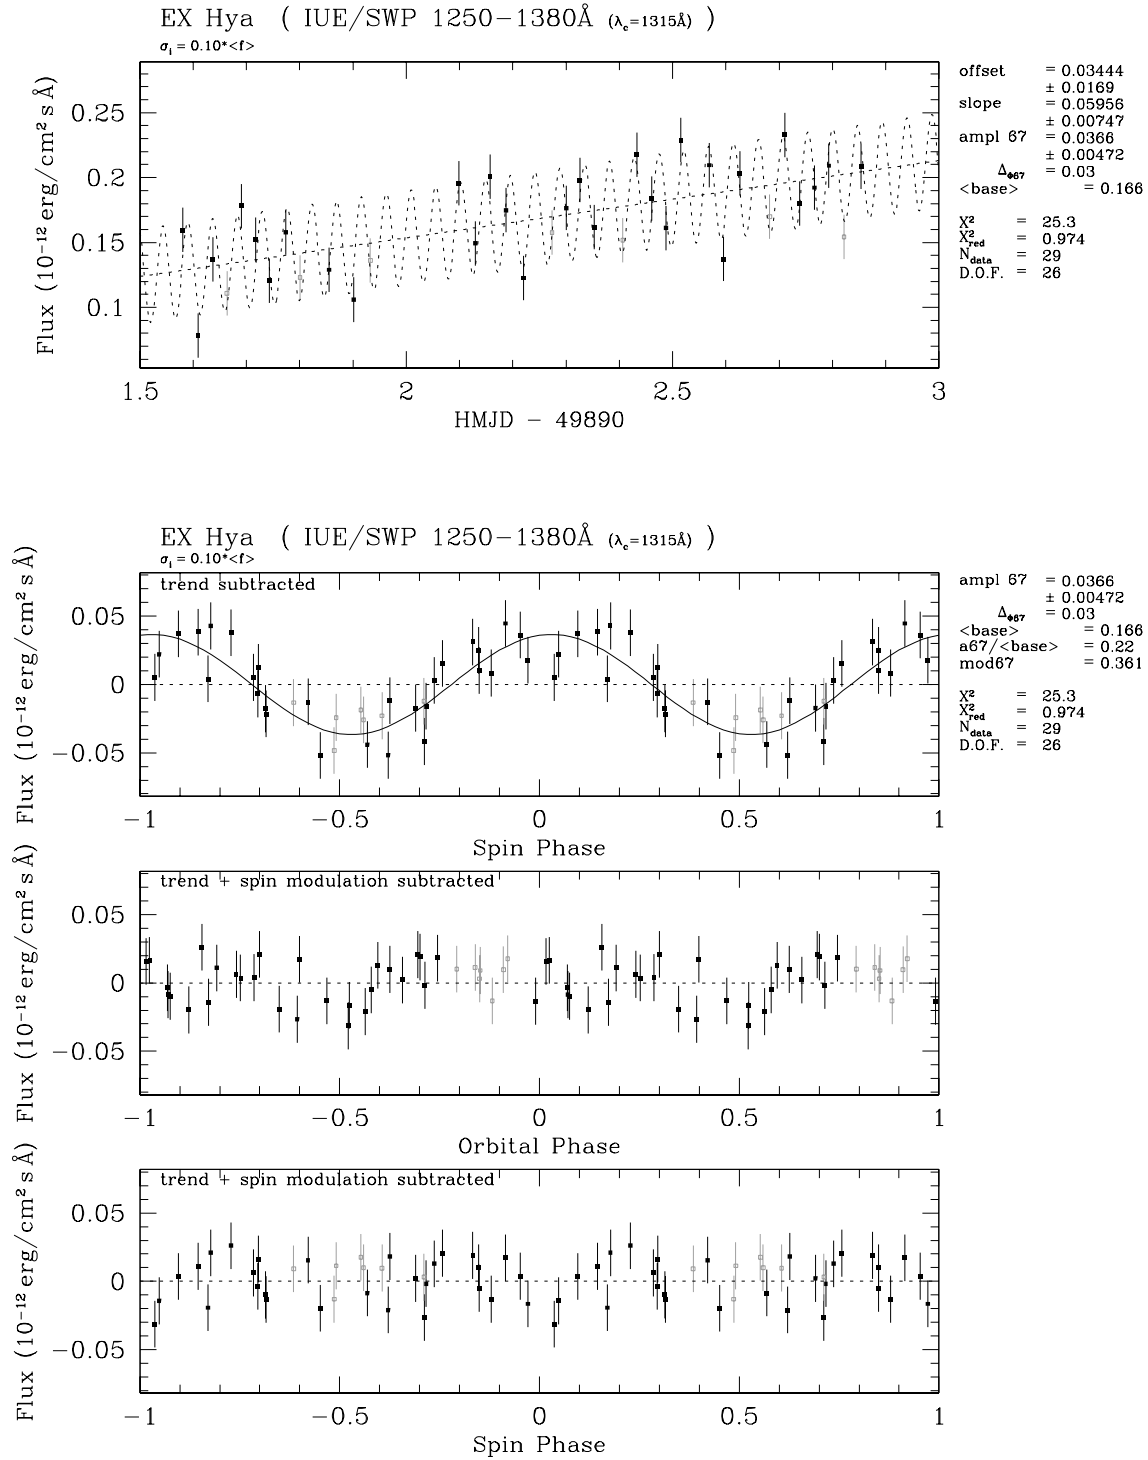 EX Hya ( IUE/SWP 1250−1380Å (λc=1315Å) )
σi = 0.10*<f>
Flux (10−12 erg/cm² s Å)
0.25
0.2
0.15
0.1
1.5 2 2.5 3
HMJD − 49890
offset = 0.03444
± 0.0169
slope = 0.05956
± 0.00747
ampl 67 = 0.0366
± 0.00472
ΔΦ67 = 0.03
<base> = 0.166
X² = 25.3
X²red = 0.974
Ndata = 29
D.O.F. = 26
EX Hya ( IUE/SWP 1250−1380Å (λc=1315Å) )
σi = 0.10*<f>
trend subtracted
Flux (10−12 erg/cm² s Å)
0.05
0
−0.05
−1 −0.5 0 0.5 1
Spin Phase
ampl 67 = 0.0366
± 0.00472
ΔΦ67 = 0.03
<base> = 0.166
a67/<base> = 0.22
mod67 = 0.361
X² = 25.3
X²red = 0.974
Ndata = 29
D.O.F. = 26
trend + spin modulation subtracted
Flux (10−12 erg/cm² s Å)
0.05
0
−0.05
−1 −0.5 0 0.5 1
Orbital Phase
trend + spin modulation subtracted
Flux (10−12 erg/cm² s Å)
0.05
0
−0.05
−1 −0.5 0 0.5 1
Spin Phase